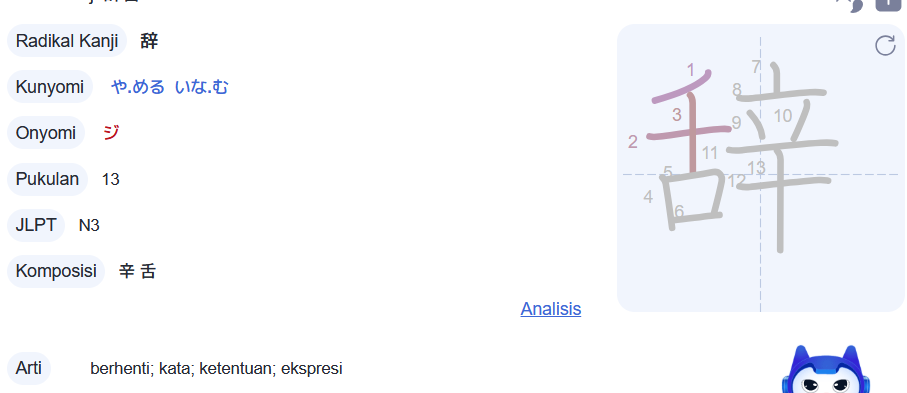 Radikal Kanji 辞
Kunyomi や.める いな.む
Onyomi ジ
Pukulan 13
JLPT N3
Komposisi 辛 舌
Analisis
Arti berhenti; kata; ketentuan; ekspresi
1 7
8
3 10
2 9
11
5 13
12
4
6